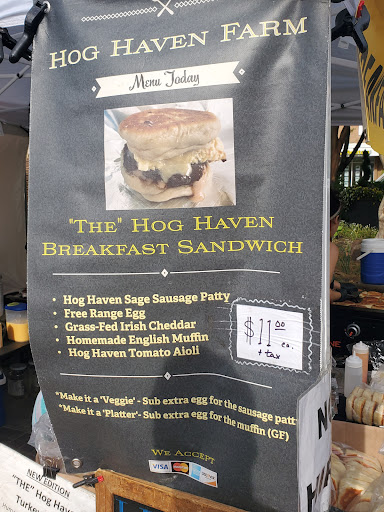 HOG HAVEN FARM
Menu Today
"THE" HOG HAVEN
BREAKFAST SANDWICH
• Hog Haven Sage Sausage Patty
• Free Range Egg
• Grass-Fed Irish Cheddar
• Homemade English Muffin
• Hog Haven Tomato Aioli
$11.00 ea.
+ tax
*Make it a 'Veggie' - Sub extra egg for the sausage patt
*Make it a 'Platter' - Sub extra egg for the muffin (GF)
WE ACCEPT
VISA
NEW EDITION
"THE" Hog Have
Turke